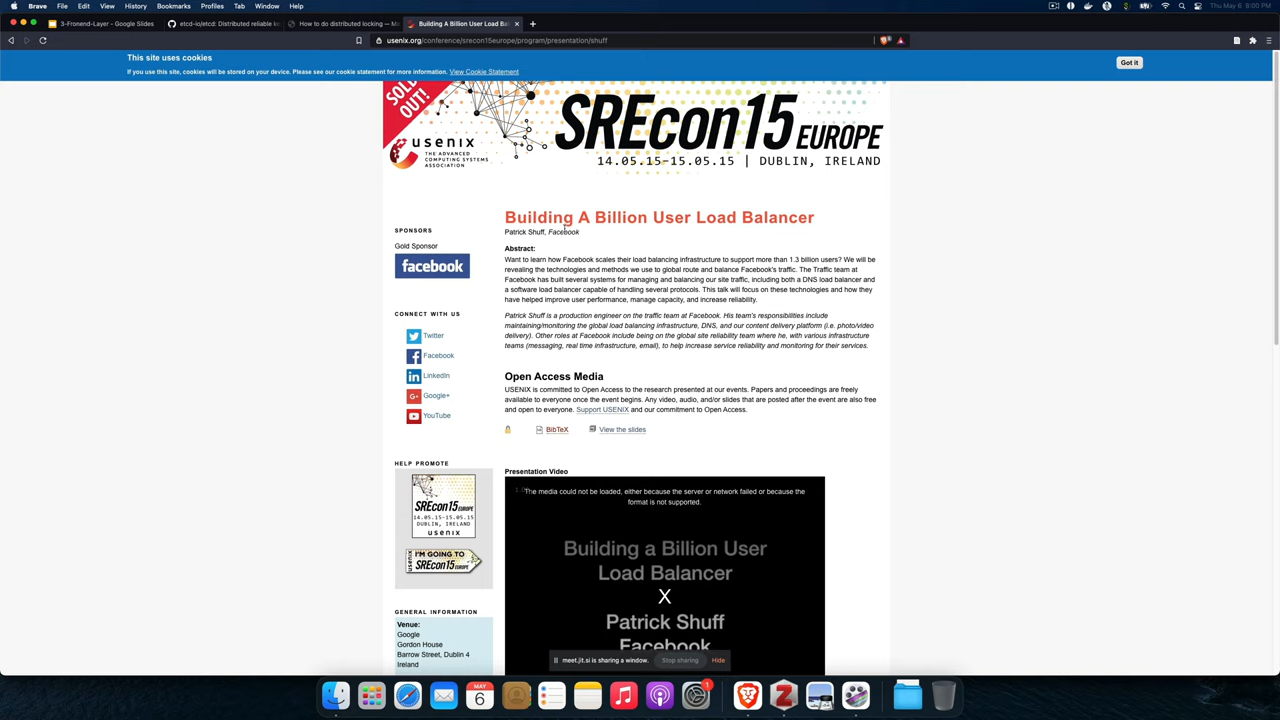 Brave File Edit View History Bookmarks Profiles Tab Window Help Thu May 6 8:00 PM
3-Fronend-Layer - Google Slides
etcd-io/etcd: Distributed reliable ke
How to do distributed locking — Ma
Building A Billion User Load Bal
usenix.org/conference/srecon15europe/program/presentation/shuff
This site uses cookies
If you use this site, cookies will be stored on your device. Please see our cookie statement for more information. View Cookie Statement
Got it
SOLD OUT!
usenix
THE ADVANCED
COMPUTING SYSTEMS
ASSOCIATION
SREcon15 EUROPE
14.05.15-15.05.15 | DUBLIN, IRELAND
SPONSORS
Gold Sponsor
facebook
CONNECT WITH US
Twitter
Facebook
LinkedIn
Google+
YouTube
HELP PROMOTE
SREcon15
EUROPE
14.05.15-15.05.15
DUBLIN, IRELAND
usenix
I'M GOING TO
SREcon15
EUROPE
GENERAL INFORMATION
Venue:
Google
Gordon House
Barrow Street, Dublin 4
Ireland
Building A Billion User Load Balancer
Patrick Shuff, Facebook
Abstract:
Want to learn how Facebook scales their load balancing infrastructure to support more than 1.3 billion users? We will be
revealing the technologies and methods we use to global route and balance Facebook's traffic. The Traffic team at
Facebook has built several systems for managing and balancing our site traffic, including both a DNS load balancer and
a software load balancer capable of handling several protocols. This talk will focus on these technologies and how they
have helped improve user performance, manage capacity, and increase reliability.
Patrick Shuff is a production engineer on the traffic team at Facebook. His team's responsibilities include
maintaining/monitoring the global load balancing infrastructure, DNS, and our content delivery platform (i.e. photo/video
delivery). Other roles at Facebook include being on the global site reliability team where he, with various infrastructure
teams (messaging, real time infrastructure, email), to help increase service reliability and monitoring for their services.
Open Access Media
USENIX is committed to Open Access to the research presented at our events. Papers and proceedings are freely
available to everyone once the event begins. Any video, audio, and/or slides that are posted after the event are also free
and open to everyone. Support USENIX and our commitment to Open Access.
BibTeX
View the slides
Presentation Video
The media could not be loaded, either because the server or network failed or because the
format is not supported.
Building a Billion User
Load Balancer
X
Patrick Shuff
Facebook
meet.jit.si is sharing a window. Stop sharing Hide
MAY
6
1